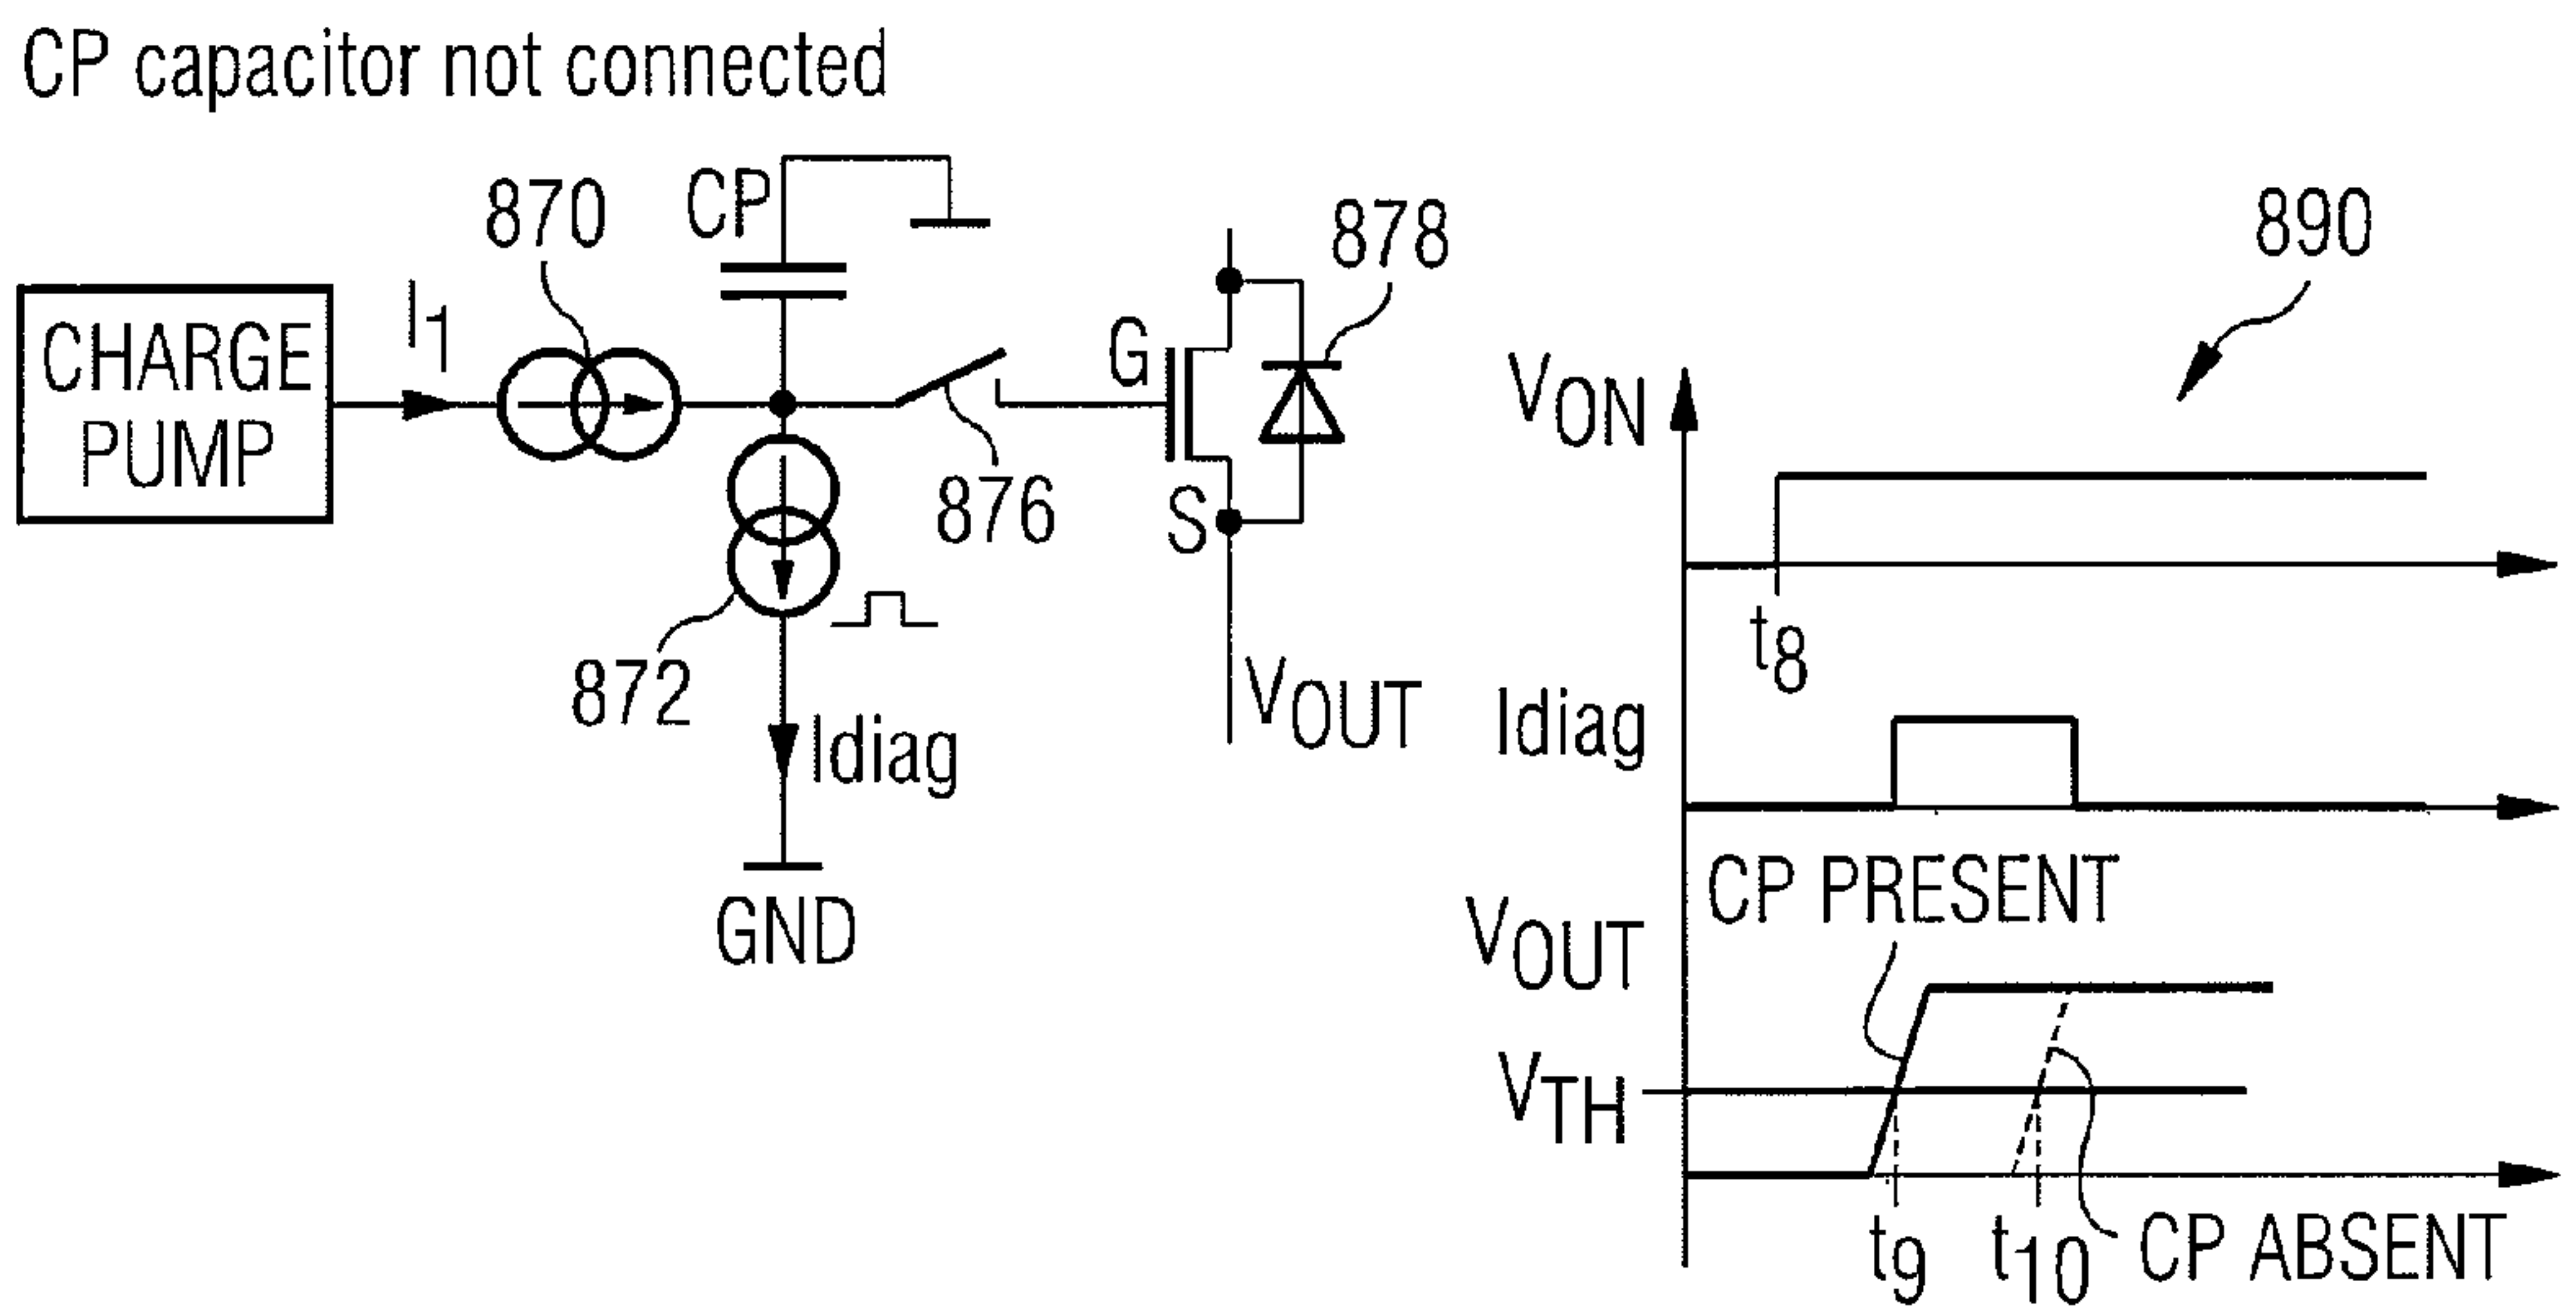 CP capacitor not connected
870
CP
878
890
I1
CHARGE
PUMP
G
VON
876
S
t8
872
VOUT
Idiag
Idiag
CP PRESENT
GND
VOUT
VTH
t9
t10
CP ABSENT